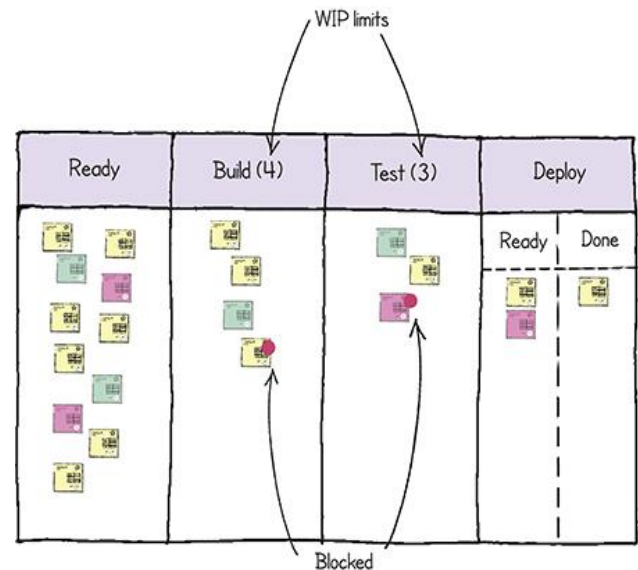 WIP limits
Ready
Build (4)
Test (3)
Deploy
Ready
Done
Blocked